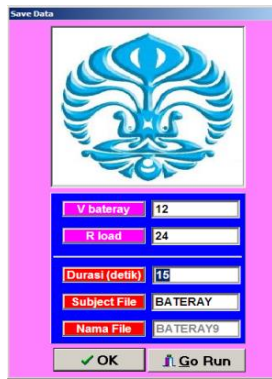 Save Data
V bateray 12
R load 24
Durasi (detik) 15
Subject File BATERAY
Nama File BATERAY9
OK Go Run